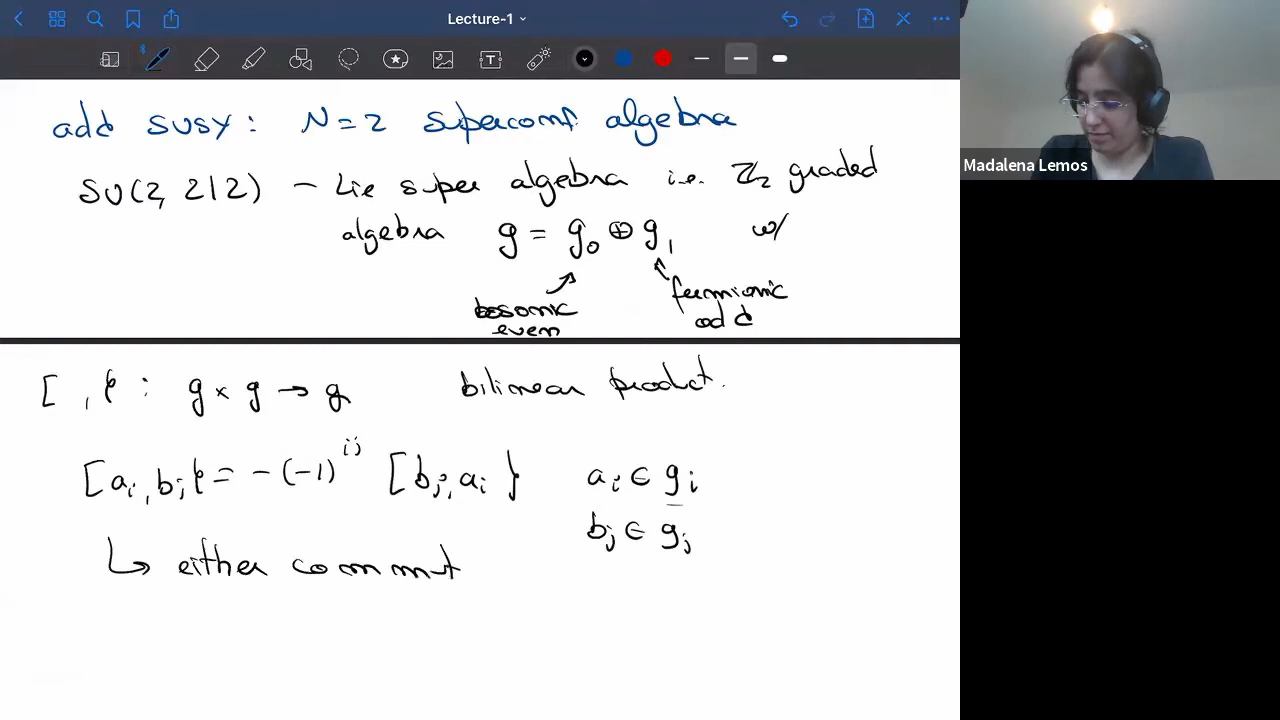 Lecture-1
Madalena Lemos
add SUSY: N=2 superconf. algebra
SU(2,2|2) – Lie super algebra i.e. ℤ₂ graded
algebra g = g₀ ⊕ g₁ w/
bosonic even
fermionic odd
[ , } : g × g → g bilinear product.
[aᵢ, bⱼ} = -(-1)^{ij} [bⱼ, aᵢ } aᵢ ∈ gᵢ
bⱼ ∈ gⱼ
↳ either commut